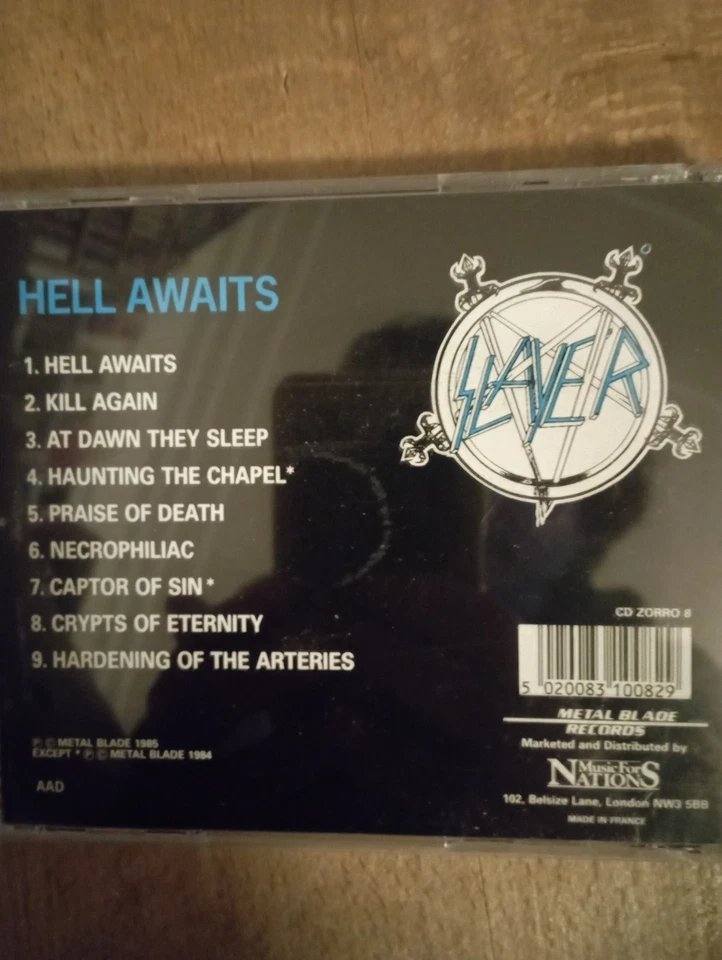 HELL AWAITS
SLAYER
1. HELL AWAITS
2. KILL AGAIN
3. AT DAWN THEY SLEEP
4. HAUNTING THE CHAPEL*
5. PRAISE OF DEATH
6. NECROPHILIAC
7. CAPTOR OF SIN*
8. CRYPTS OF ETERNITY
9. HARDENING OF THE ARTERIES
CD ZORRO 8
5 020083 100829
METAL BLADE
RECORDS
Marketed and Distributed by
Music For
NATIONS
102, Belsize Lane, London NW3 5BB
MADE IN FRANCE
℗ © METAL BLADE 1985
EXCEPT * ℗ © METAL BLADE 1984
AAD